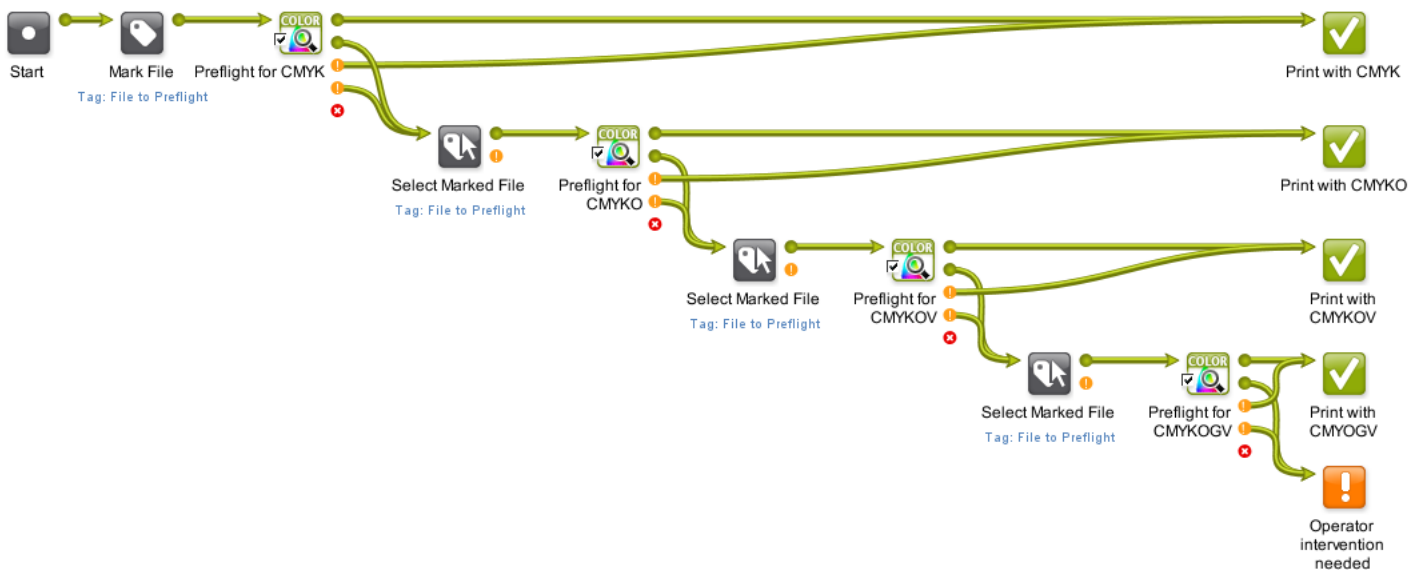 COLOR
Start
Mark File
Preflight for CMYK
Print with CMYK
Tag: File to Preflight
COLOR
Select Marked File
Preflight for
CMYKO
Print with CMYKO
Tag: File to Preflight
COLOR
Select Marked File
Preflight for
CMYKOV
Print with
CMYKOV
Tag: File to Preflight
COLOR
Select Marked File
Preflight for
CMYKOGV
Print with
CMYOGV
Tag: File to Preflight
Operator
intervention
needed